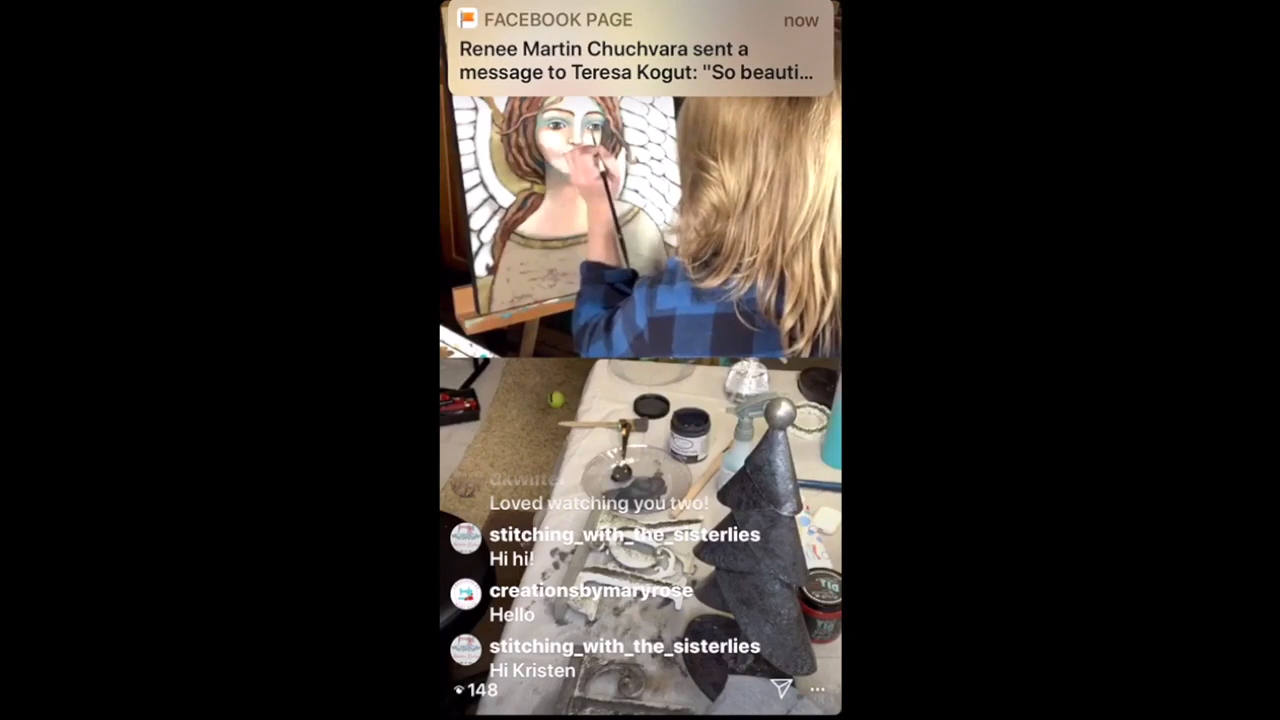 FACEBOOK PAGE now
Renee Martin Chuchvara sent a
message to Teresa Kogut: "So beauti...
Loved watching you two!
stitching_with_the_sisterlies
Hi hi!
creationsbymaryrose
Hello
stitching_with_the_sisterlies
Hi Kristen
148
DIY